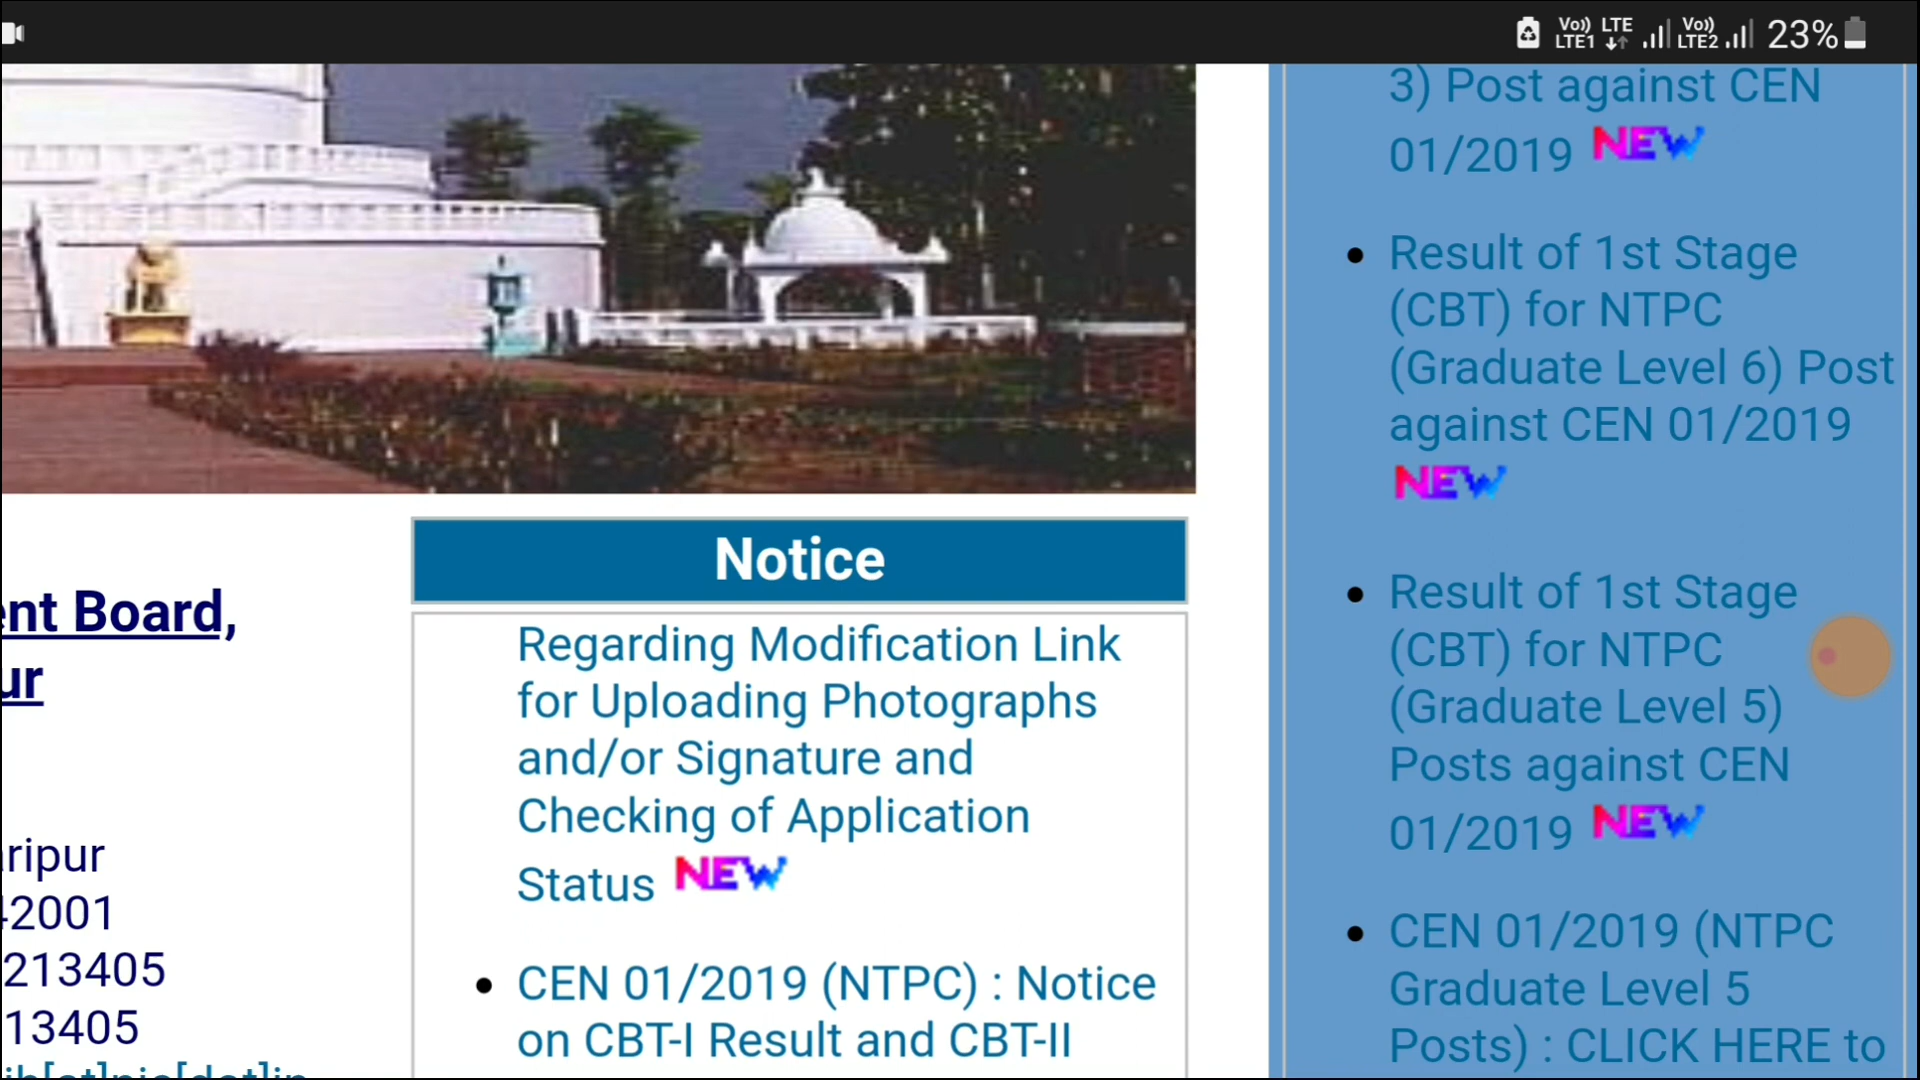 Vo)) LTE1 LTE Vo)) LTE2 23%
3) Post against CEN
01/2019 NEW
Result of 1st Stage
(CBT) for NTPC
(Graduate Level 6) Post
against CEN 01/2019
NEW
Result of 1st Stage
(CBT) for NTPC
(Graduate Level 5)
Posts against CEN
01/2019 NEW
CEN 01/2019 (NTPC
Graduate Level 5
Posts) : CLICK HERE to
Notice
Regarding Modification Link
for Uploading Photographs
and/or Signature and
Checking of Application
Status NEW
CEN 01/2019 (NTPC) : Notice
on CBT-I Result and CBT-II
ent Board,
ur
ripur
42001
213405
13405